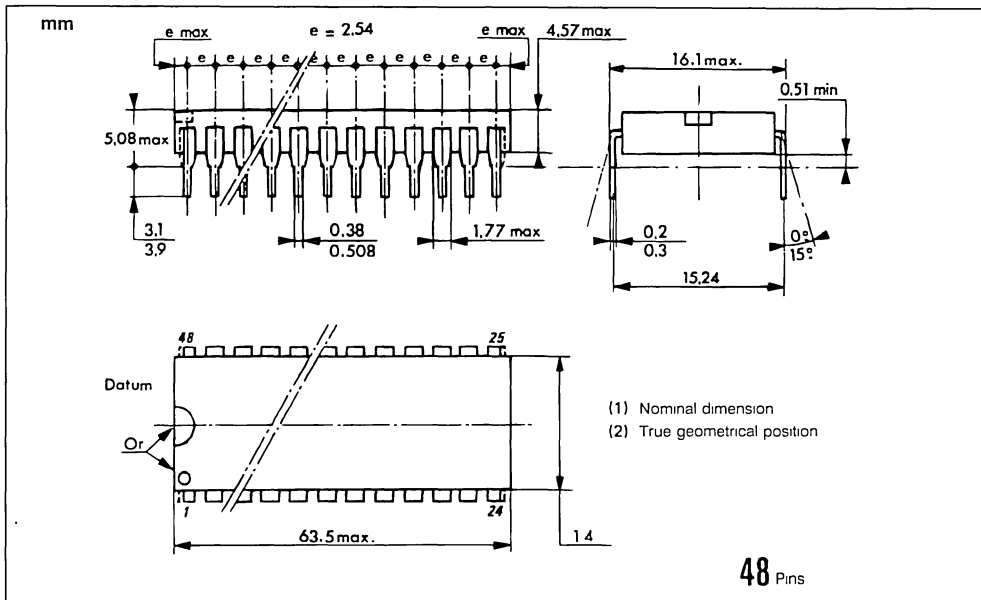 mm
e max
e = 2.54
e max
4,57 max
e e e e e e e e e e e
5,08 max
3,1
3,9
0.38
0.508
1,77 max
16.1 max.
0.51 min
0.2
0.3
0°
15°
15,24
48
25
Datum
Or
1
24
63.5 max.
14
(1) Nominal dimension
(2) True geometrical position
48 Pins